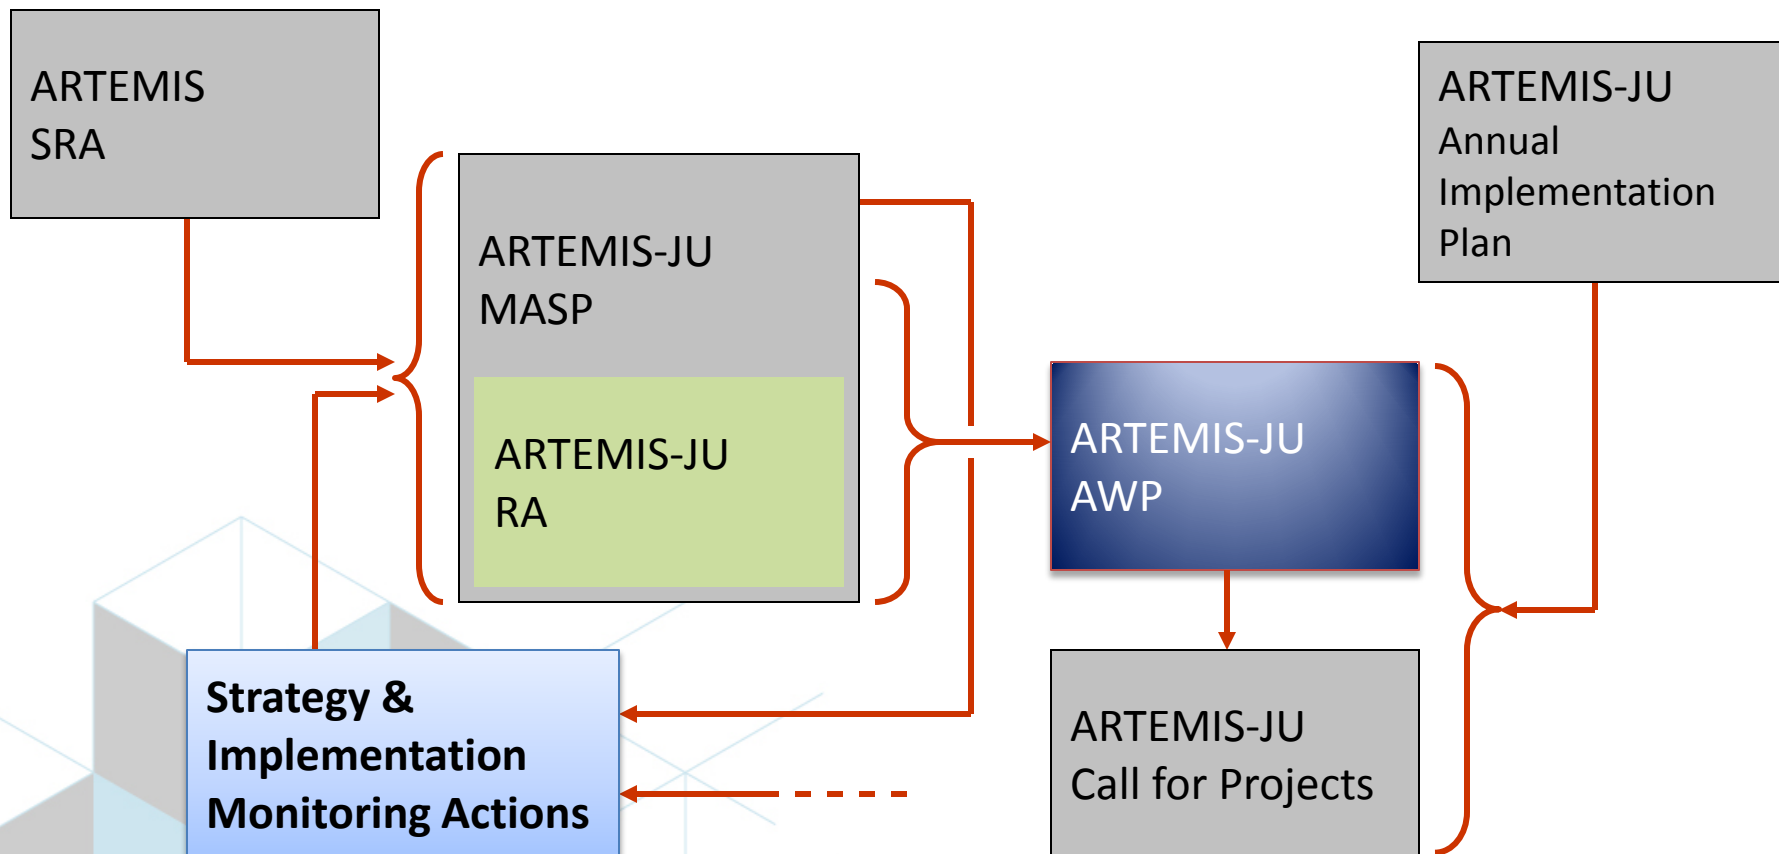 ARTEMIS
SRA
ARTEMIS-JU
MASP
ARTEMIS-JU
RA
Strategy &
Implementation
Monitoring Actions
ARTEMIS-JU
AWP
ARTEMIS-JU
Call for Projects
ARTEMIS-JU
Annual
Implementation
Plan